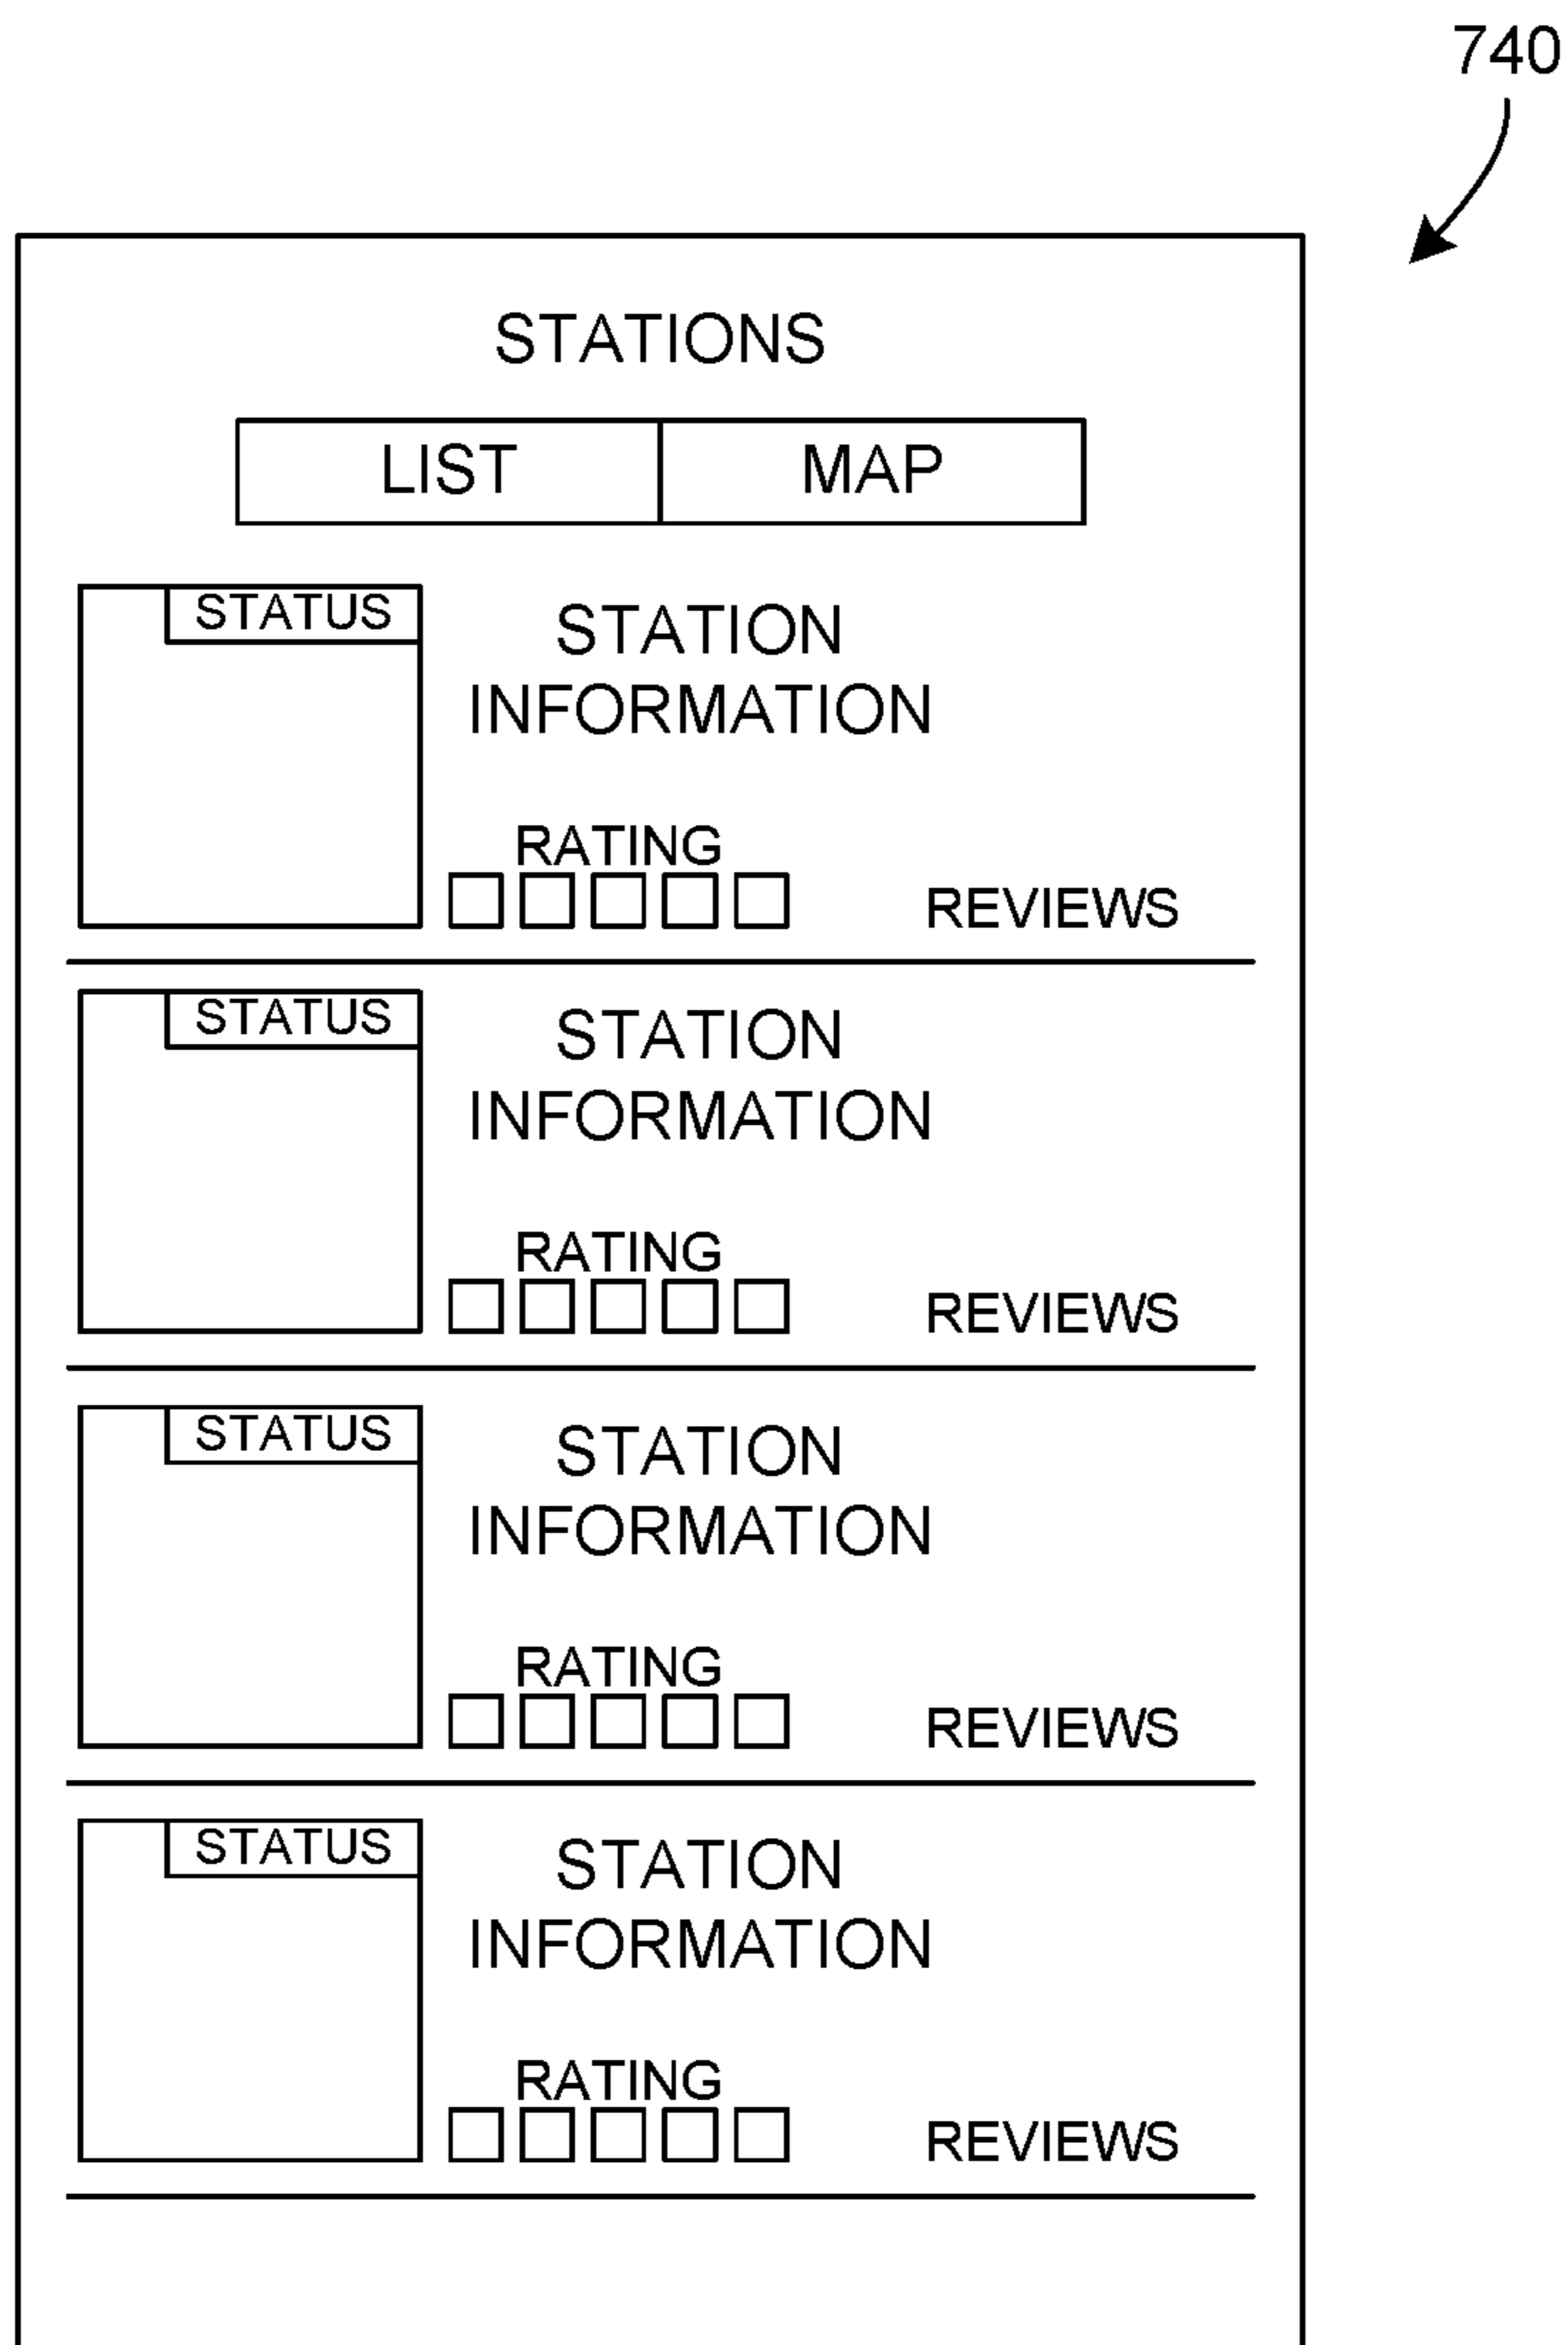 740
STATIONS
LIST MAP
STATUS
STATION
INFORMATION
RATING
REVIEWS
STATUS
STATION
INFORMATION
RATING
REVIEWS
STATUS
STATION
INFORMATION
RATING
REVIEWS
STATUS
STATION
INFORMATION
RATING
REVIEWS